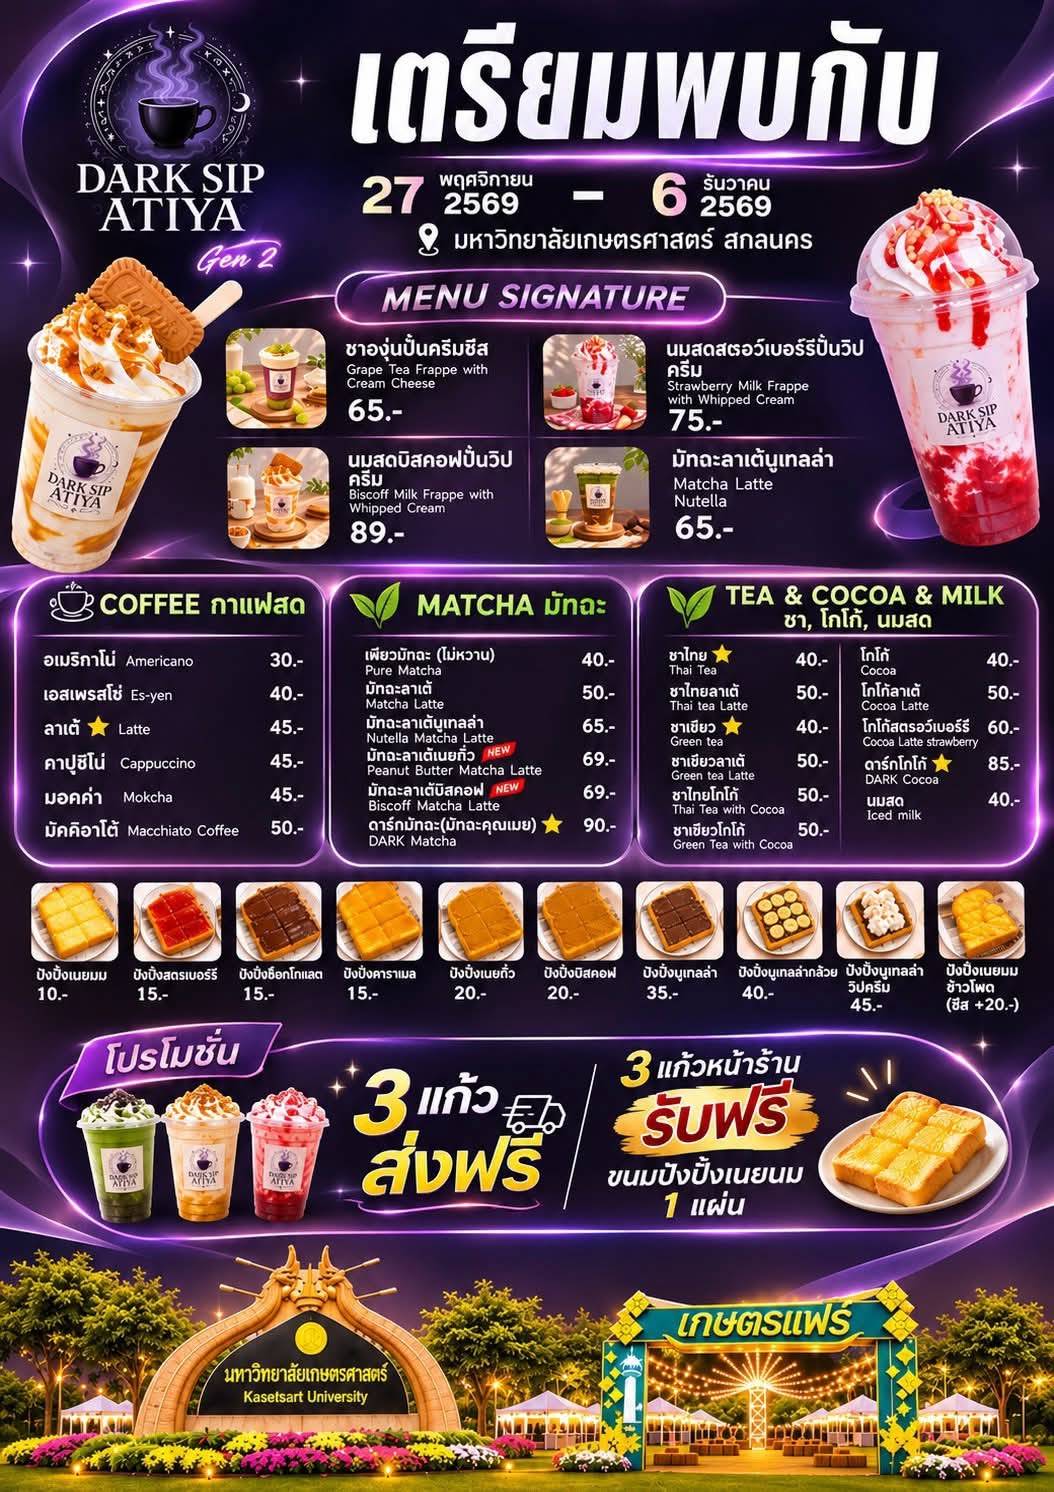 DARK SIP
ATIYA
Gen 2
เตรียมพบกับ
27 พฤศจิกายน 2569 – 6 ธันวาคม 2569
มหาวิทยาลัยเกษตรศาสตร์ สกลนคร
MENU SIGNATURE
ชาองุ่นปั่นครีมชีส
Grape Tea Frappe with
Cream Cheese
65.-
นมสดสตรอว์เบอร์รีปั่นวิป
ครีม
Strawberry Milk Frappe
with Whipped Cream
75.-
นมสดบิสคอฟปั่นวิป
ครีม
Biscoff Milk Frappe with
Whipped Cream
89.-
มัทฉะลาเต้นูเทลล่า
Matcha Latte
Nutella
65.-
DARK SIP
ATIYA
DARK SIP
ATIYA
COFFEE กาแฟสด
อเมริกาโน่ Americano 30.-
เอสเพรสโซ่ Es-yen 40.-
ลาเต้ Latte 45.-
คาปูชิโน่ Cappuccino 45.-
มอคค่า Mokcha 45.-
มัคคิอาโต้ Macchiato Coffee 50.-
MATCHA มัทฉะ
เพียวมัทฉะ (ไม่หวาน) 40.-
Pure Matcha
มัทฉะลาเต้ 50.-
Matcha Latte
มัทฉะลาเต้นูเทลล่า 65.-
Nutella Matcha Latte
มัทฉะลาเต้เนยถั่ว NEW 69.-
Peanut Butter Matcha Latte
มัทฉะลาเต้บิสคอฟ NEW 69.-
Biscoff Matcha Latte
ดาร์กมัทฉะ(มัทฉะคุณเมย) 90.-
DARK Matcha
TEA & COCOA & MILK
ชา, โกโก้, นมสด
ชาไทย 40.-
Thai Tea
ชาไทยลาเต้ 50.-
Thai tea Latte
ชาเขียว 40.-
Green tea
ชาเขียวลาเต้ 50.-
Green tea Latte
ชาไทยโกโก้ 50.-
Thai Tea with Cocoa
ชาเขียวโกโก้ 50.-
Green Tea with Cocoa
โกโก้ 40.-
Cocoa
โกโก้ลาเต้ 50.-
Cocoa Latte
โกโก้สตรอว์เบอร์รี 60.-
Cocoa Latte strawberry
ดาร์กโกโก้ 85.-
DARK Cocoa
นมสด 40.-
Iced milk
ปังปิ้งเนยมม
10.-
ปังปิ้งสตรเบอร์รี
15.-
ปังปิ้งช็อกโกแลต
15.-
ปังปิ้งคาราเมล
15.-
ปังปิ้งเนยถั่ว
20.-
ปังปิ้งบิสคอฟ
20.-
ปังปิ้งนูเทลล่า
35.-
ปังปิ้งนูเทลล่ากล้วย
40.-
ปังปิ้งนูเทลล่า
วิปครีม
45.-
ปังปิ้งเนยมม
ข้าวโพด
(ชีส +20.-)
โปรโมชั่น
DARK SIP
ATIYA
DARK SIP
ATIYA
DARK SIP
ATIYA
3 แก้ว
ส่งฟรี
3 แก้วหน้าร้าน
รับฟรี
ขนมปังปิ้งเนยนม
1 แผ่น
มหาวิทยาลัยเกษตรศาสตร์
Kasetsart University
เกษตรแฟร์